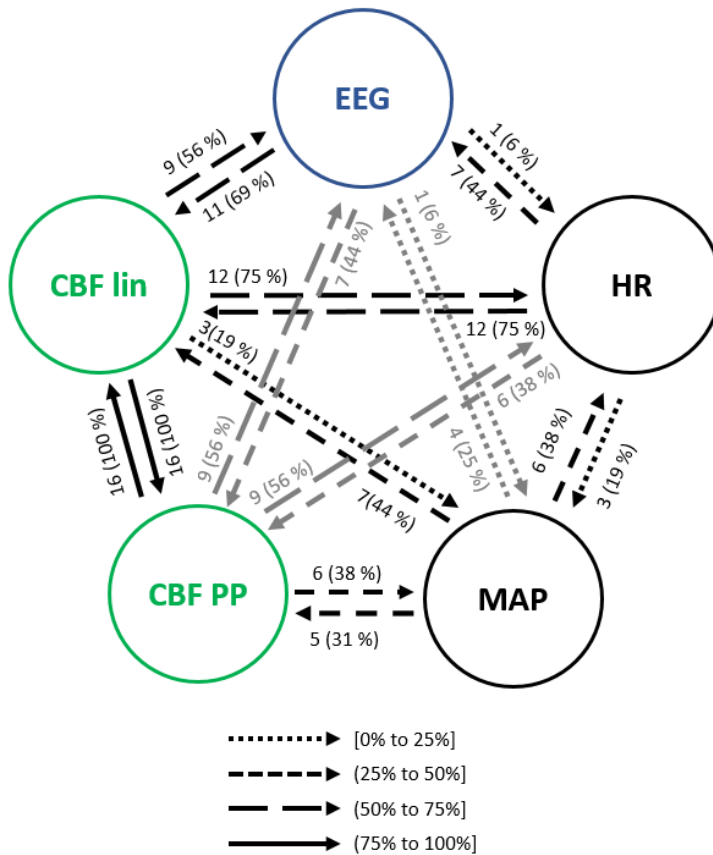 EEG
1 (6 %)
9 (56 %)
7 (44 %)
11 (69 %)
1 (6 %)
7 (44 %)
CBF lin
12 (75 %)
HR
12 (75 %)
3(19 %)
6 (38 %)
16 (100 %)
16 (100 %)
9 (56 %)
4 (25 %)
6 (38 %)
3 (19 %)
9 (56 %)
7(44 %)
CBF PP
6 (38 %)
MAP
5 (31 %)
[0% to 25%]
(25% to 50%]
(50% to 75%]
(75% to 100%]